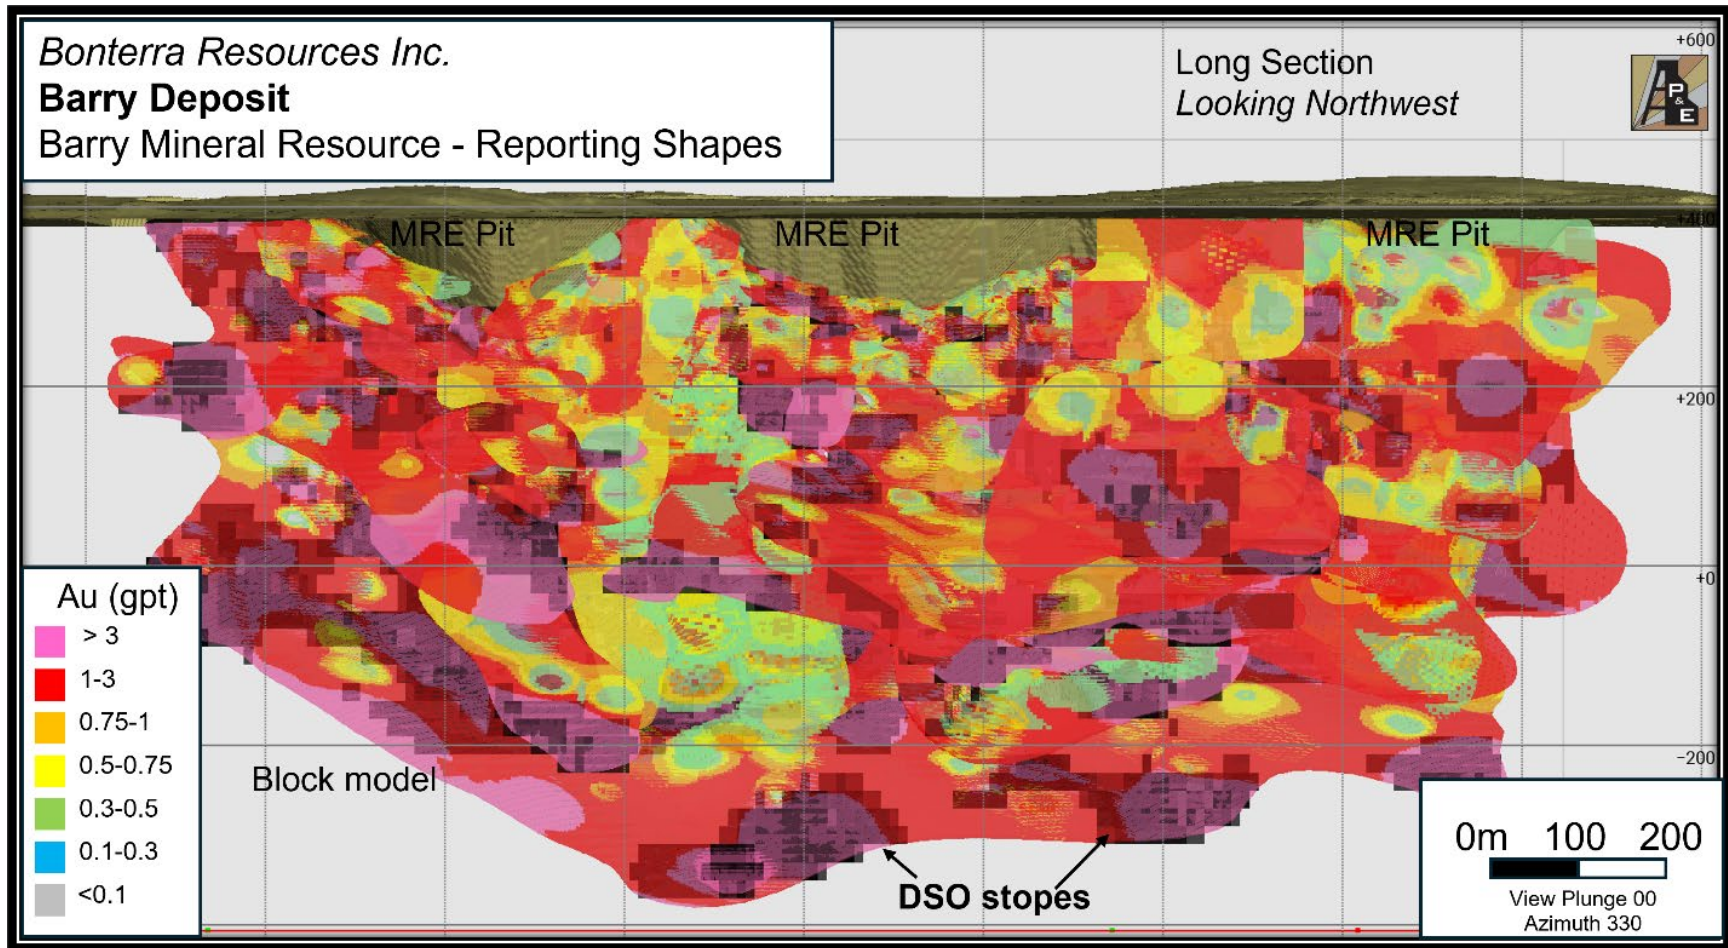 Bonterra Resources Inc.
Barry Deposit
Barry Mineral Resource - Reporting Shapes
Long Section
Looking Northwest
A P & E
+600
MRE Pit
MRE Pit
MRE Pit
+400
+200
+0
-200
Au (gpt)
> 3
1-3
0.75-1
0.5-0.75
0.3-0.5
0.1-0.3
<0.1
Block model
DSO stopes
0m 100 200
View Plunge 00
Azimuth 330